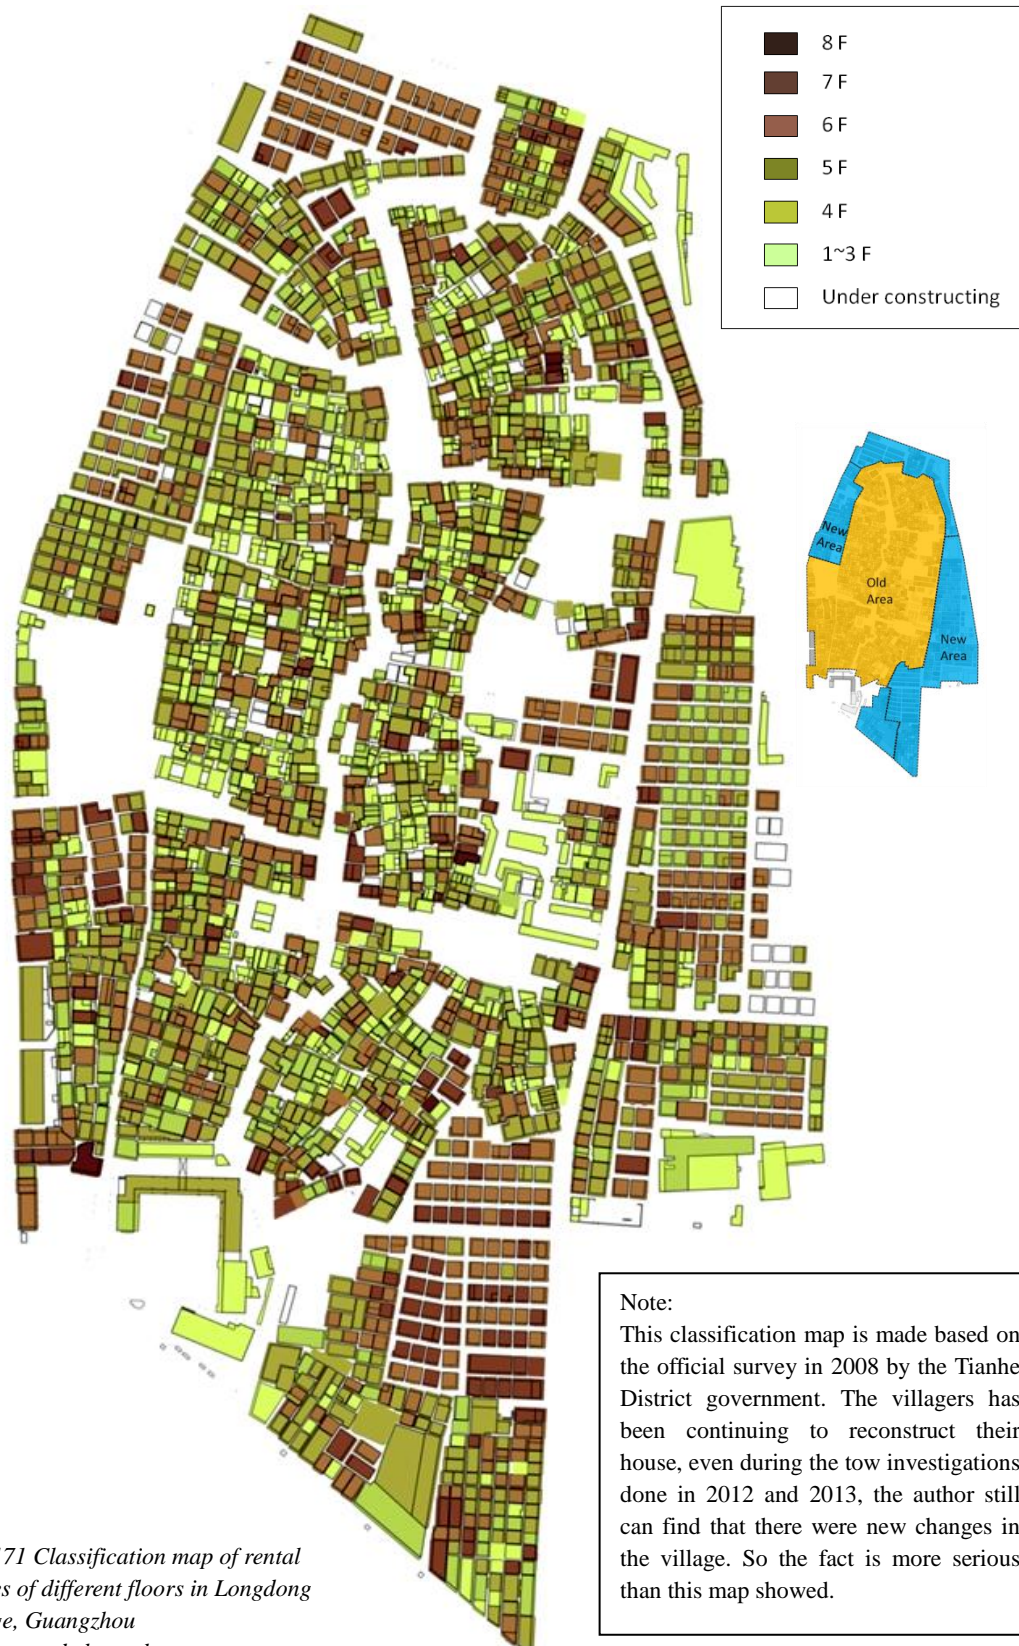 8 F
7 F
6 F
5 F
4 F
1~3 F
Under constructing
New
Area
Old
Area
New
Area
Note:
This classification map is made based on
the official survey in 2008 by the Tianhe
District government. The villagers has
been continuing to reconstruct their
house, even during the tow investigations
done in 2012 and 2013, the author still
can find that there were new changes in
the village. So the fact is more serious
than this map showed.
71 Classification map of rental
s of different floors in Longdong
e, Guangzhou